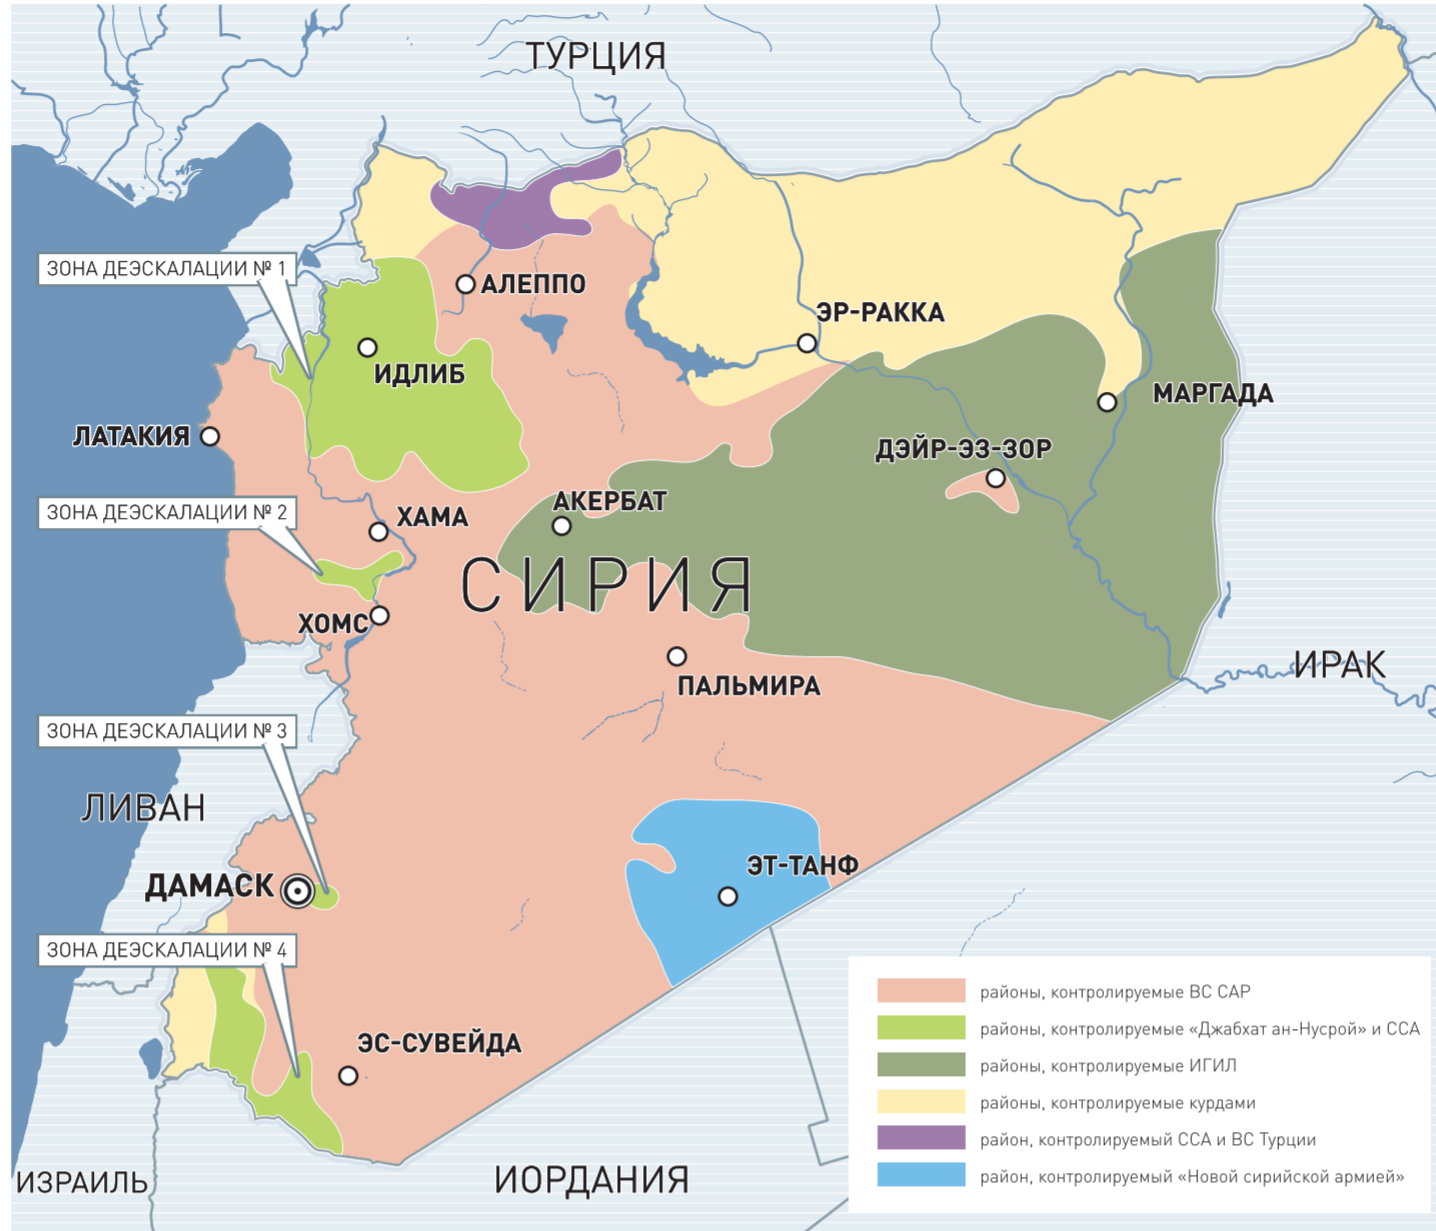 ТУРЦИЯ
ЗОНА ДЕЭСКАЛАЦИИ № 1
АЛЕППО
ЭР-РАККА
ИДЛИБ
МАРГАДА
ЛАТАКИЯ
ДЭЙР-ЭЗ-ЗОР
АКЕРБАТ
ЗОНА ДЕЭСКАЛАЦИИ № 2
ХАМА
СИРИЯ
ХОМС
ИРАК
ПАЛЬМИРА
ЗОНА ДЕЭСКАЛАЦИИ № 3
ЛИВАН
ЭТ-ТАНФ
ДАМАСК
ЗОНА ДЕЭСКАЛАЦИИ № 4
ЭС-СУВЕЙДА
ИЗРАИЛЬ
ИОРДАНИЯ
районы, контролируемые ВС САР
районы, контролируемые «Джабхат ан-Нусрой» и ССА
районы, контролируемые ИГИЛ
районы, контролируемые курдами
район, контролируемый ССА и ВС Турции
район, контролируемый «Новой сирийской армией»